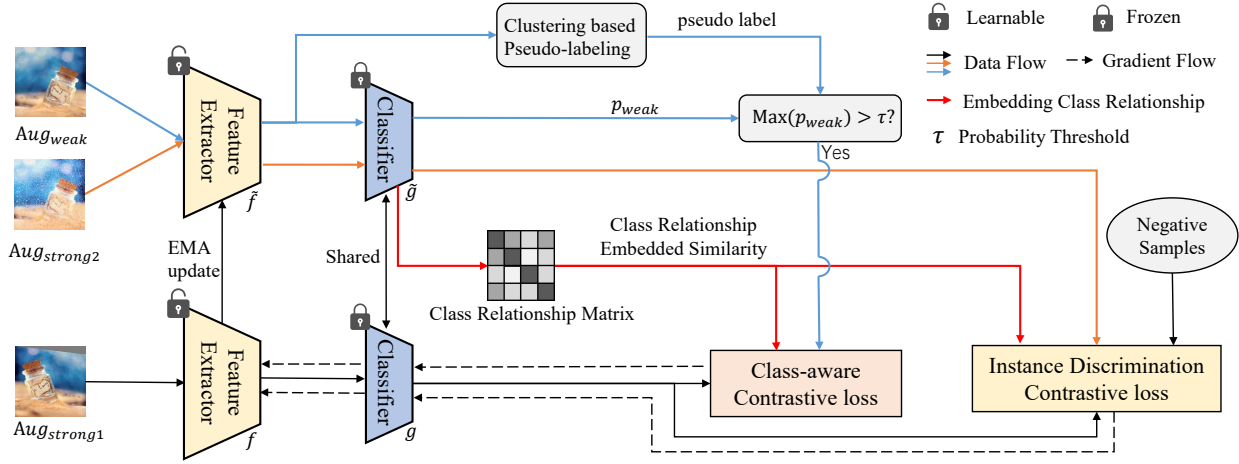 Learnable
Frozen
Data Flow
Gradient Flow
Embedding Class Relationship
τ Probability Threshold
Clustering based
Pseudo-labeling
pseudo label
Aug_weak
Feature
Extractor
f̃
Classifier
g̃
p_weak
Max(p_weak) > τ?
Yes
Aug_strong2
EMA
update
Shared
Class Relationship
Embedded Similarity
Class Relationship Matrix
Negative
Samples
Aug_strong1
Feature
Extractor
f
Classifier
g
Class-aware
Contrastive loss
Instance Discrimination
Contrastive loss